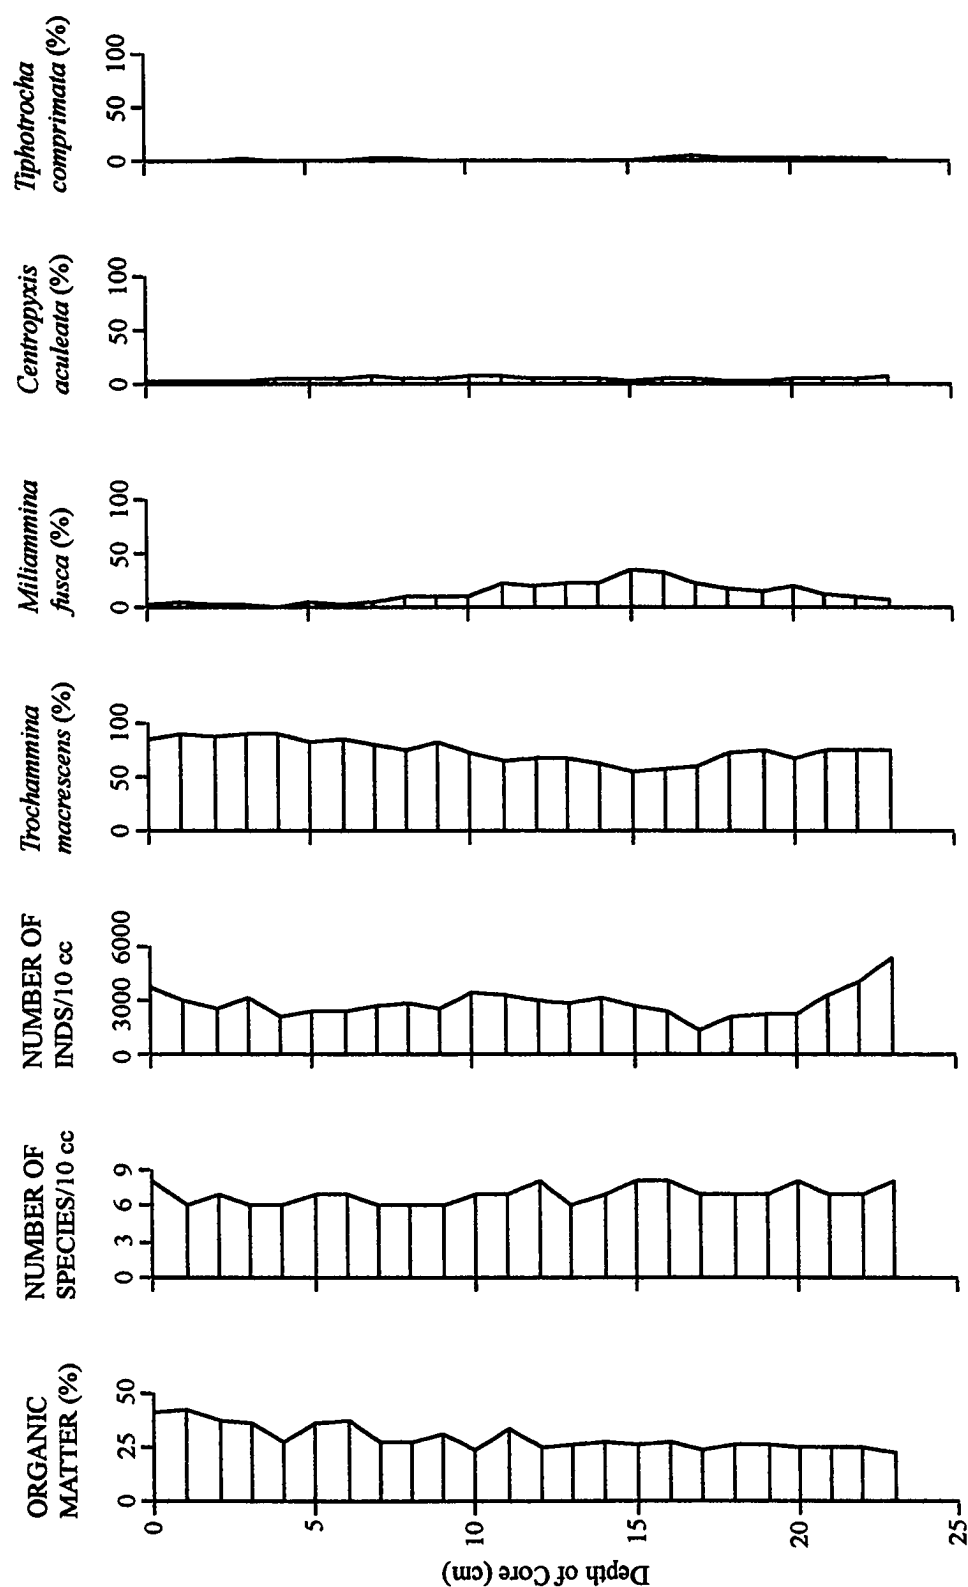 ORGANIC
MATTER (%)
NUMBER OF
SPECIES/10 cc
NUMBER OF
INDS/10 cc
Trochammina
macrescens (%)
Miliammina
fusca (%)
Centropyxis
aculeata (%)
Tiphotrocha
comprimata (%)
0 25 50
0 3 6 9
0 3000 6000
0 50 100
0 50 100
0 50 100
0 50 100
0
5
10
15
20
25
Depth of Core (cm)